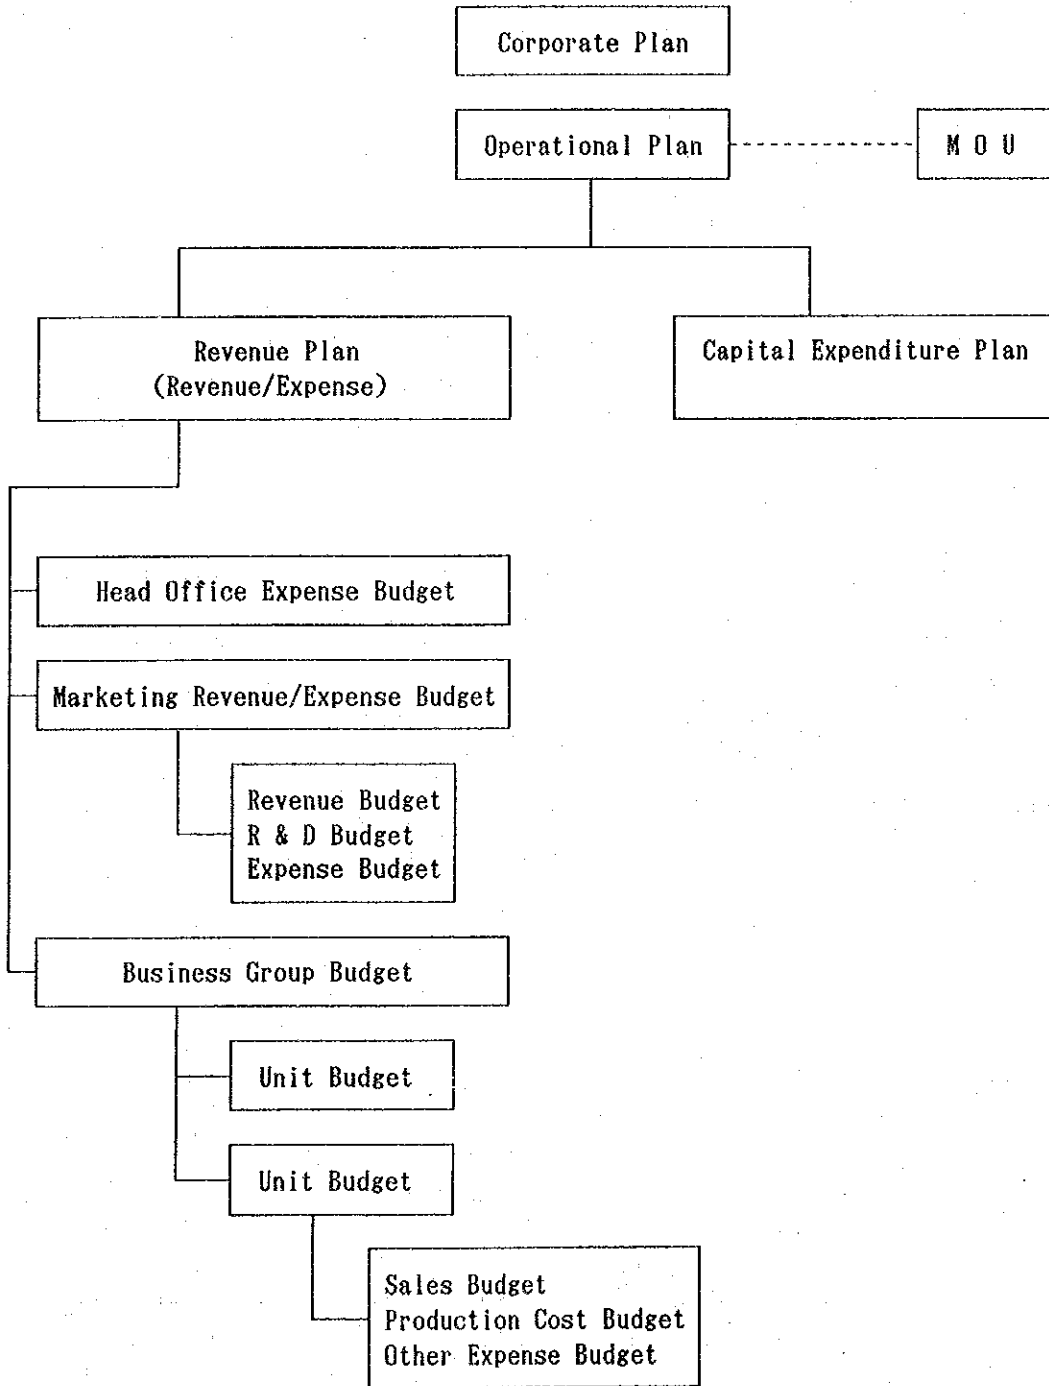 Corporate Plan
Operational Plan
M O U
Revenue Plan
(Revenue/Expense)
Capital Expenditure Plan
Head Office Expense Budget
Marketing Revenue/Expense Budget
Revenue Budget
R & D Budget
Expense Budget
Business Group Budget
Unit Budget
Unit Budget
Sales Budget
Production Cost Budget
Other Expense Budget